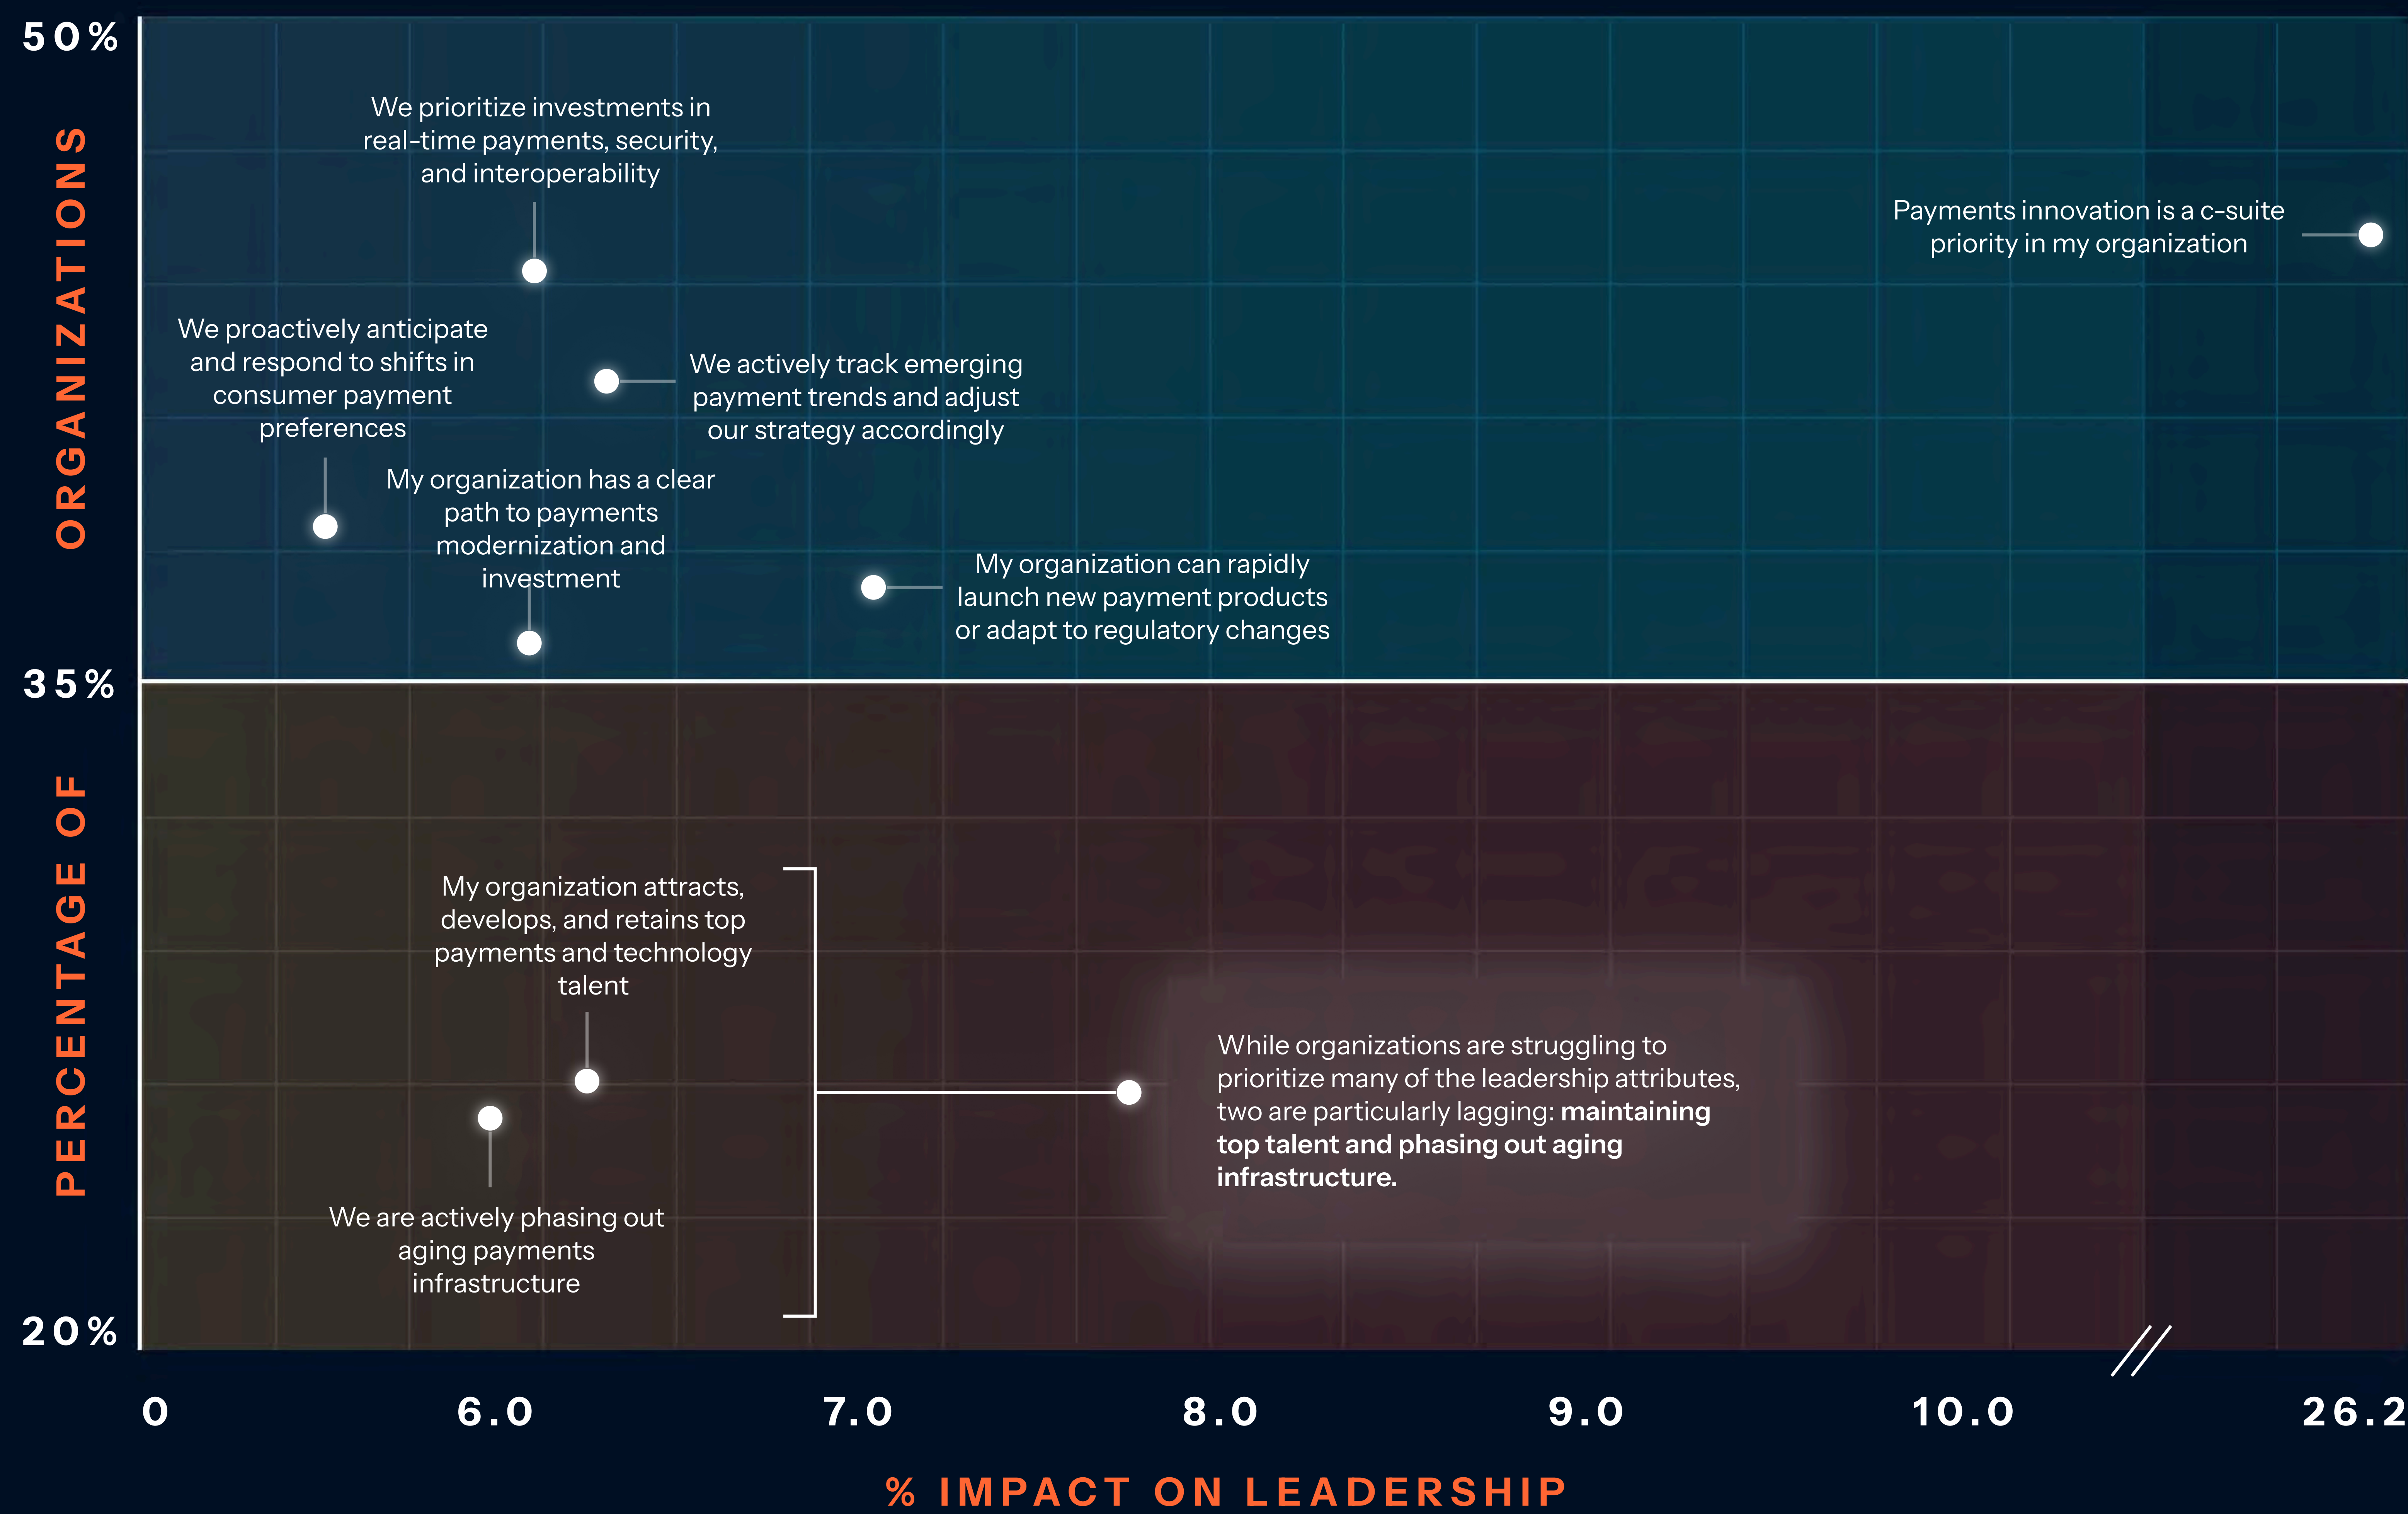 50%
We prioritize investments in
real-time payments, security,
and interoperability
Payments innovation is a c-suite
priority in my organization
We proactively anticipate
and respond to shifts in
consumer payment
preferences
We actively track emerging
payment trends and adjust
our strategy accordingly
My organization has a clear
path to payments
modernization and
investment
My organization can rapidly
launch new payment products
or adapt to regulatory changes
35%
PERCENTAGE OF ORGANIZATIONS
My organization attracts,
develops, and retains top
payments and technology
talent
While organizations are struggling to
prioritize many of the leadership attributes,
two are particularly lagging: maintaining
top talent and phasing out aging
infrastructure.
We are actively phasing out
aging payments
infrastructure
20%
0 6.0 7.0 8.0 9.0 10.0 26.2
% IMPACT ON LEADERSHIP